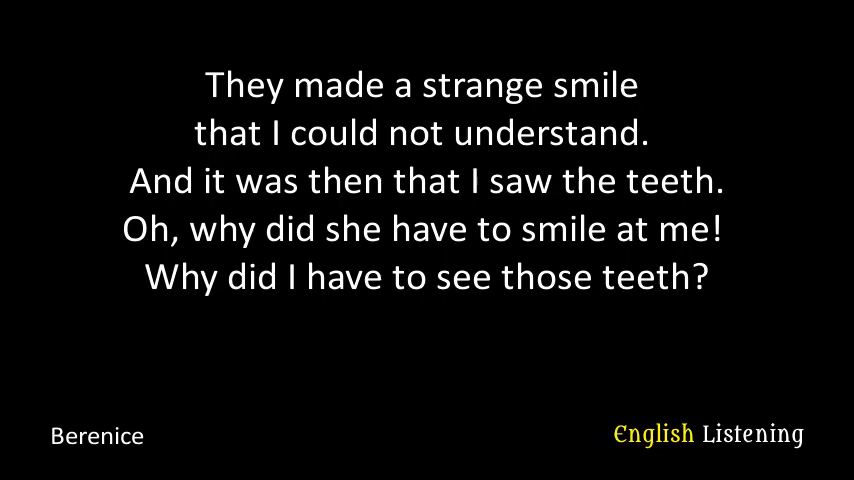 They made a strange smile
that I could not understand.
And it was then that I saw the teeth.
Oh, why did she have to smile at me!
Why did I have to see those teeth?
Berenice
English Listening